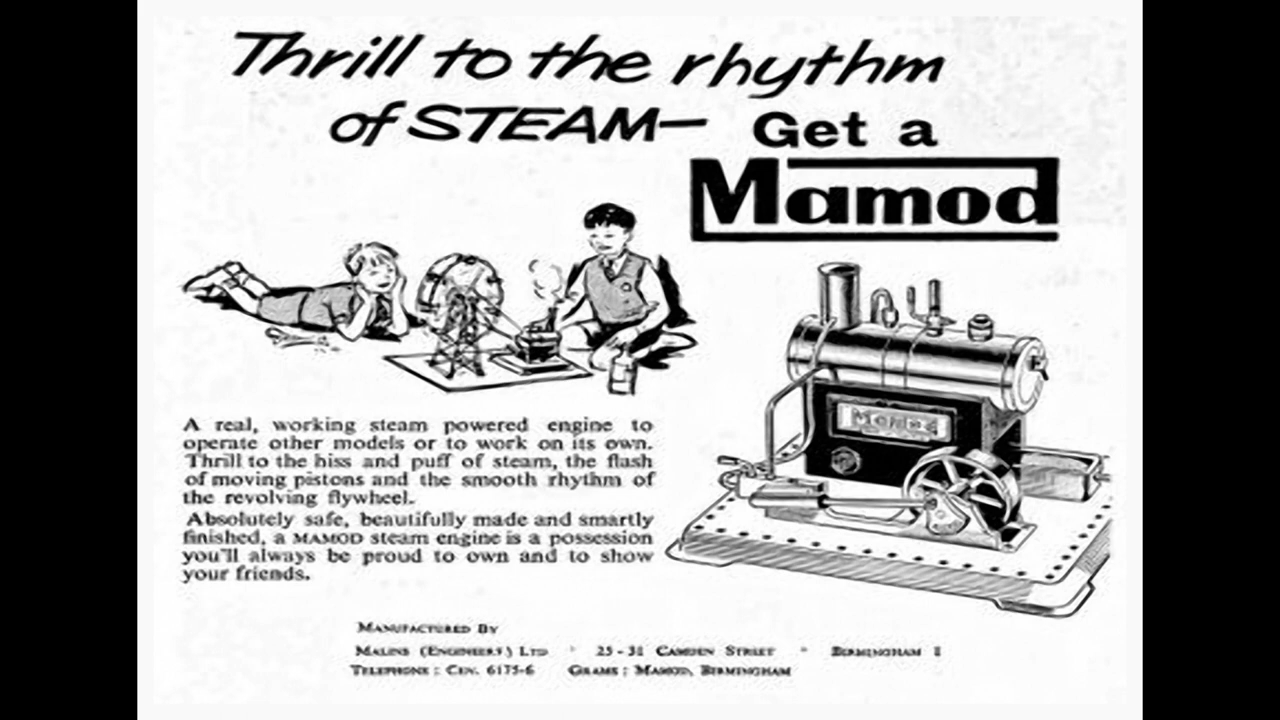 Thrill to the rhythm
of STEAM— Get a
Mamod
MAMOD
A real, working steam powered engine to
operate other models or to work on its own.
Thrill to the hiss and puff of steam, the flash
of moving pistons and the smooth rhythm of
the revolving flywheel.
Absolutely safe, beautifully made and smartly
finished, a MAMOD steam engine is a possession
you'll always be proud to own and to show
your friends.
MANUFACTURED BY
MALINS (ENGINEERS) LTD · 25-31 CAMDEN STREET · BIRMINGHAM 1
TELEPHONE: CEN. 6175-6 GRAMS: MAMOD, BIRMINGHAM